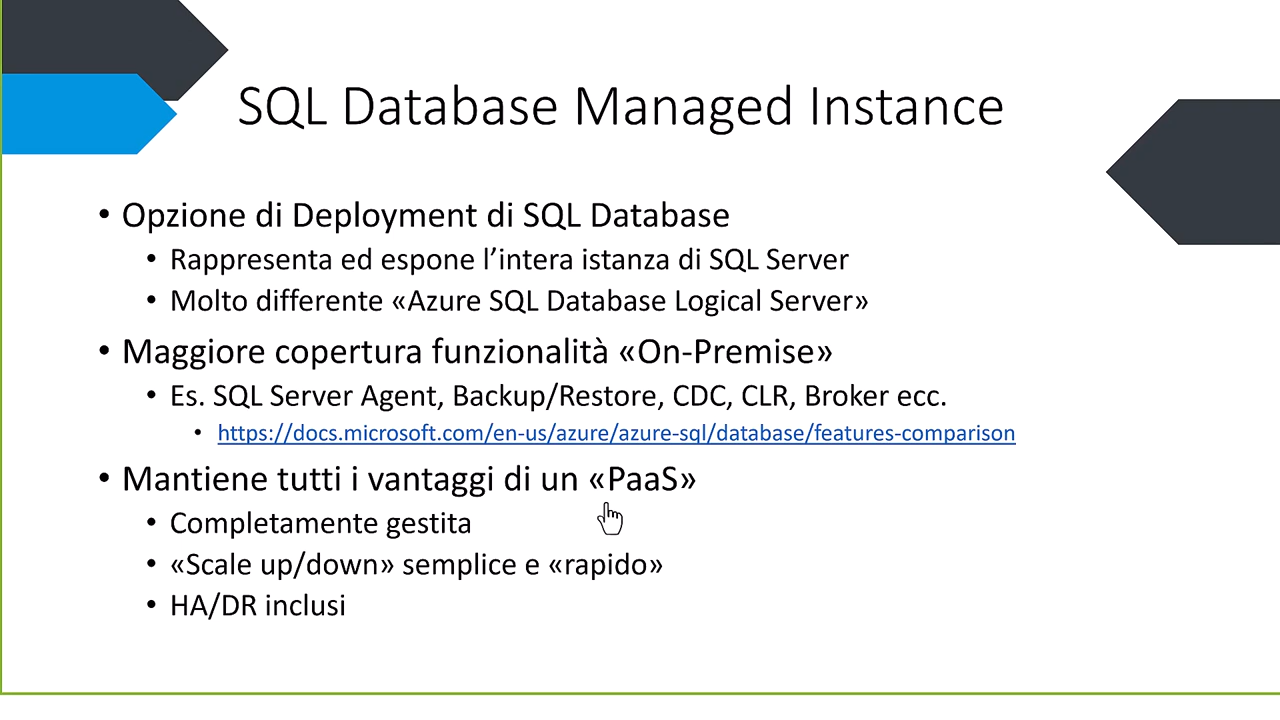 SQL Database Managed Instance
• Opzione di Deployment di SQL Database
• Rappresenta ed espone l’intera istanza di SQL Server
• Molto differente «Azure SQL Database Logical Server»
• Maggiore copertura funzionalità «On-Premise»
• Es. SQL Server Agent, Backup/Restore, CDC, CLR, Broker ecc.
• https://docs.microsoft.com/en-us/azure/azure-sql/database/features-comparison
• Mantiene tutti i vantaggi di un «PaaS»
• Completamente gestita
• «Scale up/down» semplice e «rapido»
• HA/DR inclusi